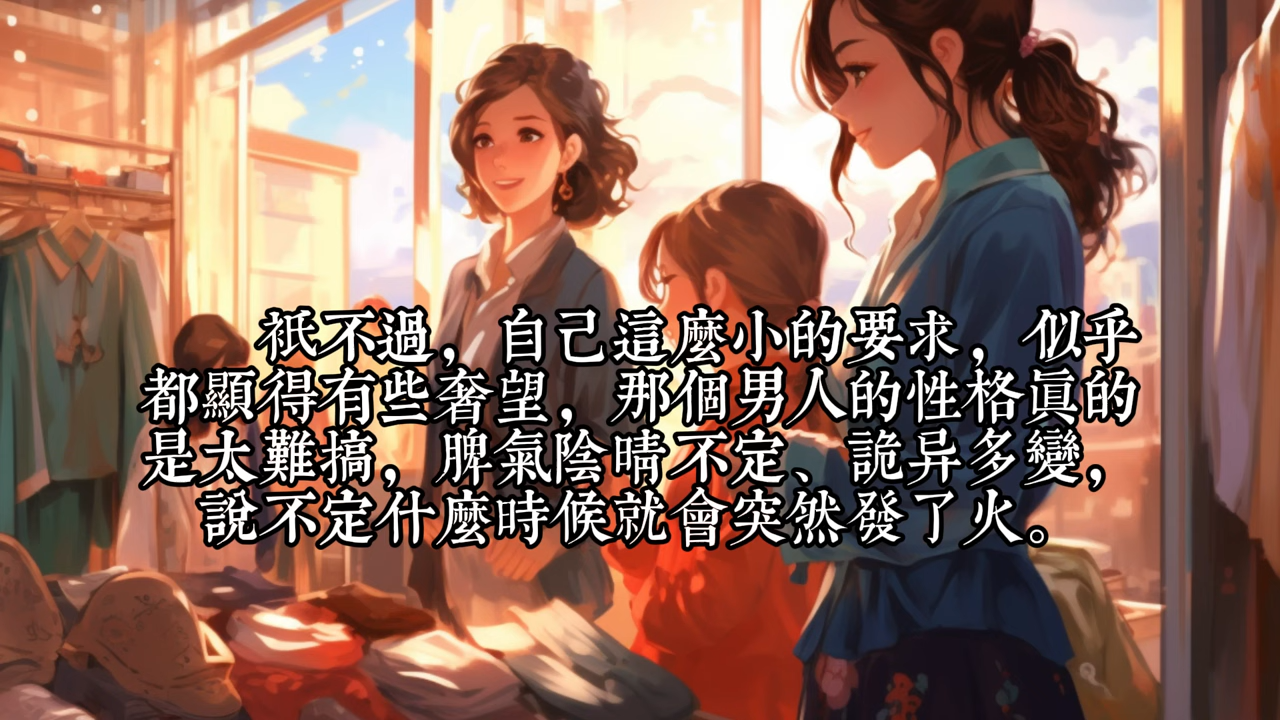 祇不過，自己這麼小的要求，似乎
都顯得有些奢望，那個男人的性格眞的
是太難搞，脾氣陰晴不定、詭异多變，
說不定什麼時候就會突然發了火。